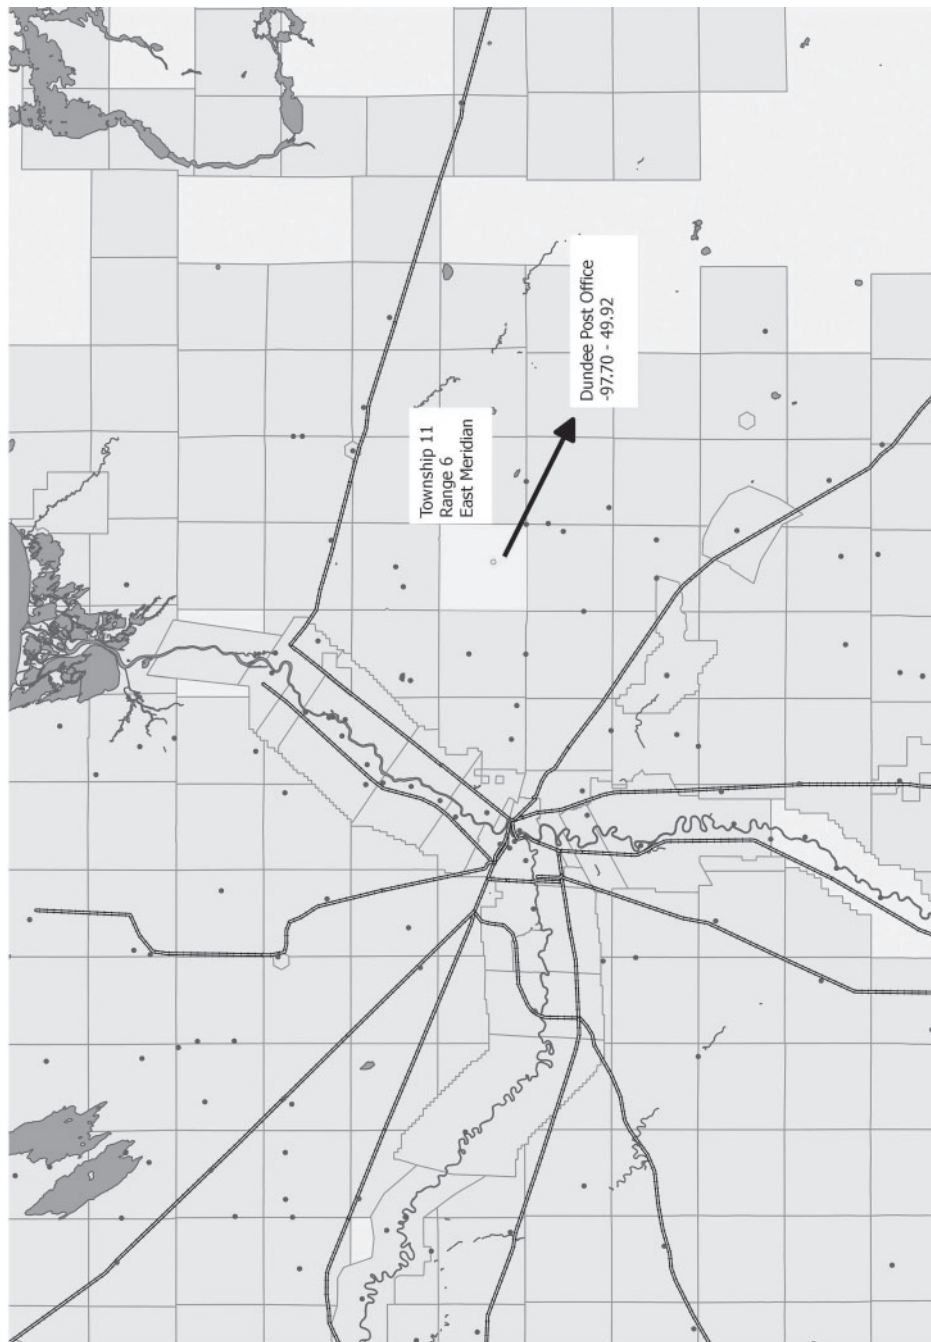 Township 11
Range 6
East Meridian
Dundee Post Office
-97.70 - 49.92